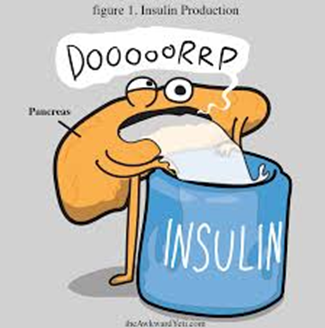 figure 1. Insulin Production
DOOOOORRP
Pancreas
INSULIN
theAwkwardYeti.com